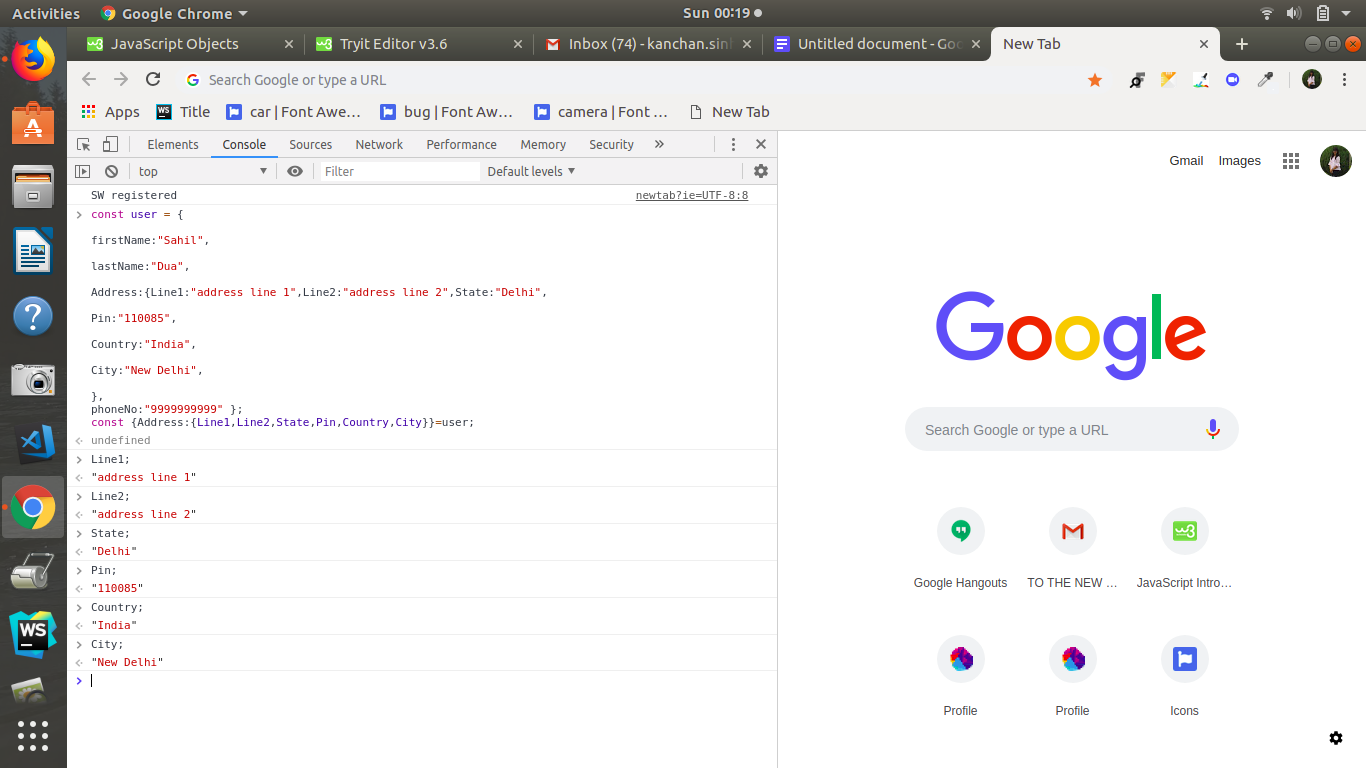 Activities
Google Chrome
Sun 00:19
JavaScript Objects
Tryit Editor v3.6
Inbox (74) - kanchan.sinh
Untitled document - Goo
New Tab
Search Google or type a URL
Apps
WS Title
car | Font Awe…
bug | Font Aw…
camera | Font …
New Tab
Elements Console Sources Network Performance Memory Security »
top
Filter
Default levels
SW registered newtab?ie=UTF-8:8
const user = {
firstName:"Sahil",
lastName:"Dua",
Address:{Line1:"address line 1",Line2:"address line 2",State:"Delhi",
Pin:"110085",
Country:"India",
City:"New Delhi",
},
phoneNo:"9999999999" };
const {Address:{Line1,Line2,State,Pin,Country,City}}=user;
undefined
Line1;
"address line 1"
Line2;
"address line 2"
State;
"Delhi"
Pin;
"110085"
Country;
"India"
City;
"New Delhi"
WS
Gmail Images
Google
Search Google or type a URL
Google Hangouts
TO THE NEW …
JavaScript Intro…
Profile
Profile
Icons